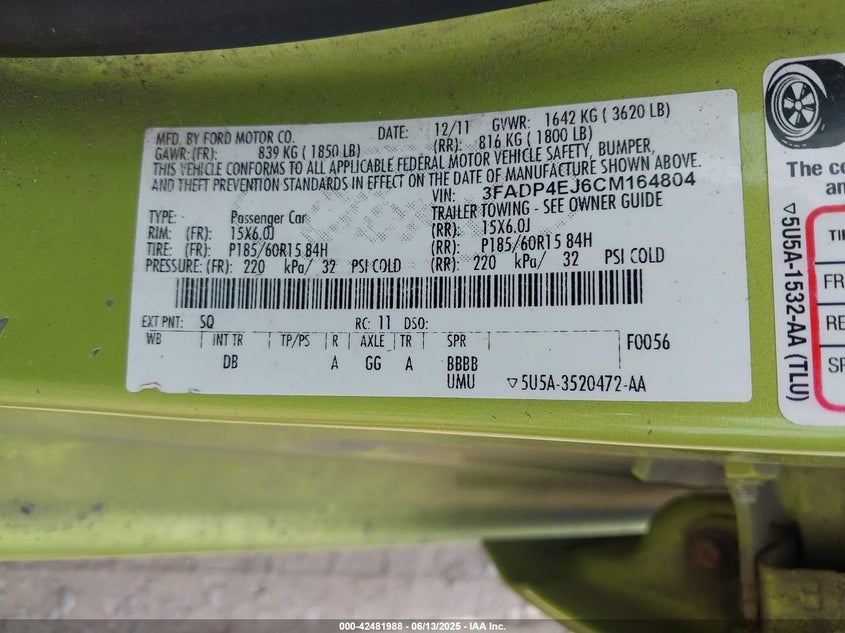 MFD. BY FORD MOTOR CO. DATE: 12/11 GVWR: 1642 KG ( 3620 LB)
GAWR: (FR): 839 KG ( 1850 LB) (RR): 816 KG ( 1800 LB)
THIS VEHICLE CONFORMS TO ALL APPLICABLE FEDERAL MOTOR VEHICLE SAFETY, BUMPER,
AND THEFT PREVENTION STANDARDS IN EFFECT ON THE DATE OF MANUFACTURE SHOWN ABOVE.
VIN: 3FADP4EJ6CM164804
TYPE: - Passenger Car TRAILER TOWING - SEE OWNER GUIDE
RIM: (FR): 15X6.0J (RR): 15X6.0J
TIRE: (FR): P185/60R15 84H (RR): P185/60R15 84H
PRESSURE: (FR): 220 kPa/ 32 PSI COLD (RR): 220 kPa/ 32 PSI COLD
EXT PNT: SQ RC: 11 DSO:
WB | INT TR | TP/PS | R | AXLE | TR | SPR F0056
DB A GG A BBBB
UMU ▽5U5A-3520472-AA
The co
an
▽5U5A-1532-AA (TLU)
TI
FR
RE
SP
000-42481988 - 06/13/2025 - IAA Inc.